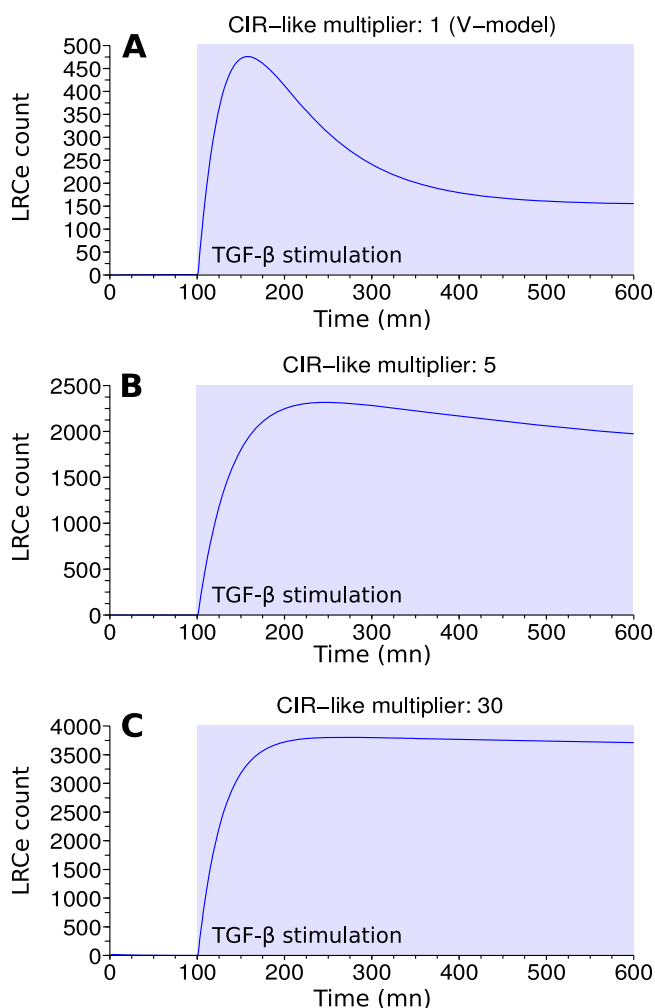 CIR−like multiplier: 1 (V−model)
A
500
450
400
350
300
250
200
150
100
50
0
LRCe count
TGF-β stimulation
0 100 200 300 400 500 600
Time (mn)
CIR−like multiplier: 5
B
2500
2000
1500
1000
500
0
LRCe count
TGF-β stimulation
0 100 200 300 400 500 600
Time (mn)
CIR−like multiplier: 30
C
4000
3500
3000
2500
2000
1500
1000
500
0
LRCe count
TGF-β stimulation
0 100 200 300 400 500 600
Time (mn)